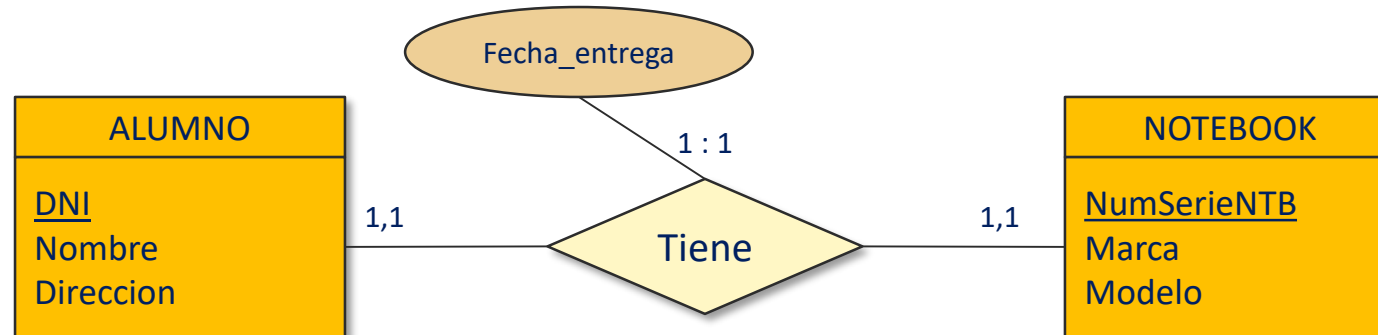 Fecha_entrega
ALUMNO
DNI
Nombre
Direccion
1,1
1 : 1
Tiene
1,1
NOTEBOOK
NumSerieNTB
Marca
Modelo